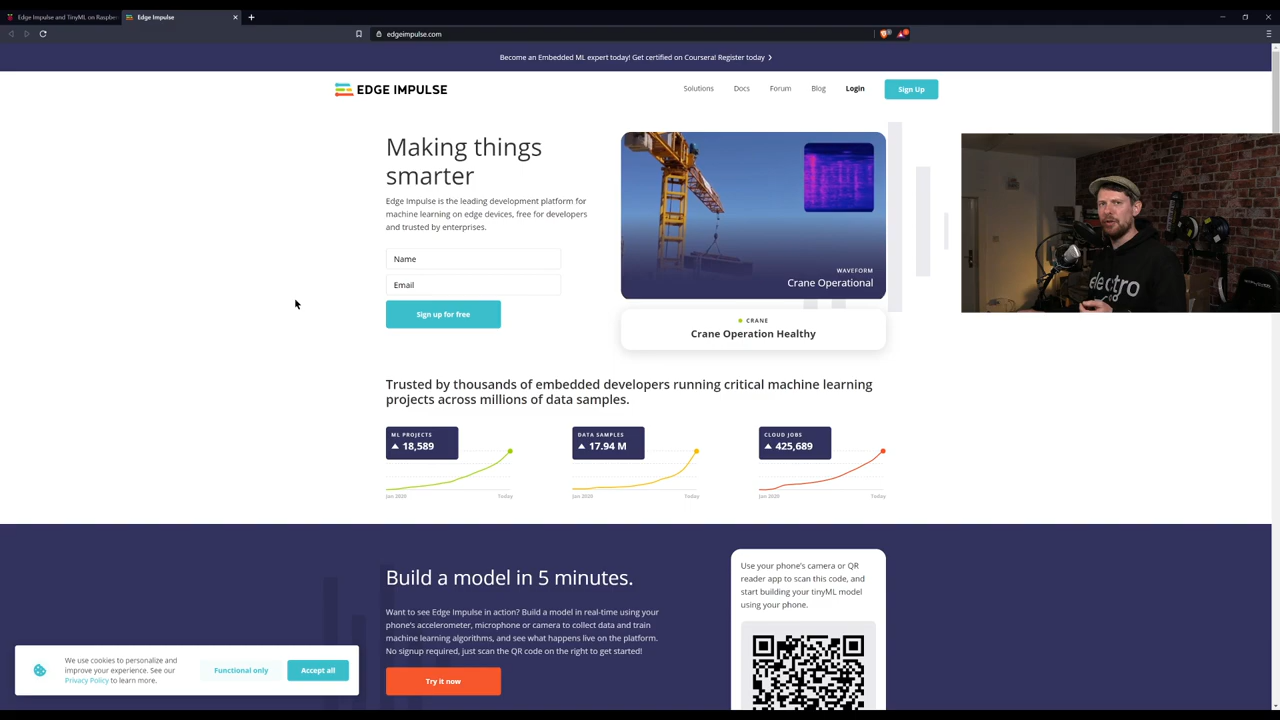 Edge Impulse and TinyML on Raspber
Edge Impulse
edgeimpulse.com
Become an Embedded ML expert today! Get certified on Coursera! Register today ❯
EDGE IMPULSE
Solutions
Docs
Forum
Blog
Login
Sign Up
Making things
smarter
Edge Impulse is the leading development platform for
machine learning on edge devices, free for developers
and trusted by enterprises.
Name
Email
Sign up for free
WAVEFORM
Crane Operational
CRANE
Crane Operation Healthy
electro
Trusted by thousands of embedded developers running critical machine learning
projects across millions of data samples.
ML PROJECTS
18,589
Jan 2020
Today
DATA SAMPLES
17.94 M
Jan 2020
Today
CLOUD JOBS
425,689
Jan 2020
Today
Build a model in 5 minutes.
Want to see Edge Impulse in action? Build a model in real-time using your
phone's accelerometer, microphone or camera to collect data and train
machine learning algorithms, and see what happens live on the platform.
No signup required, just scan the QR code on the right to get started!
Try it now
Use your phone's camera or QR
reader app to scan this code, and
start building your tinyML model
using your phone.
We use cookies to personalize and
improve your experience. See our
Privacy Policy to learn more.
Functional only
Accept all